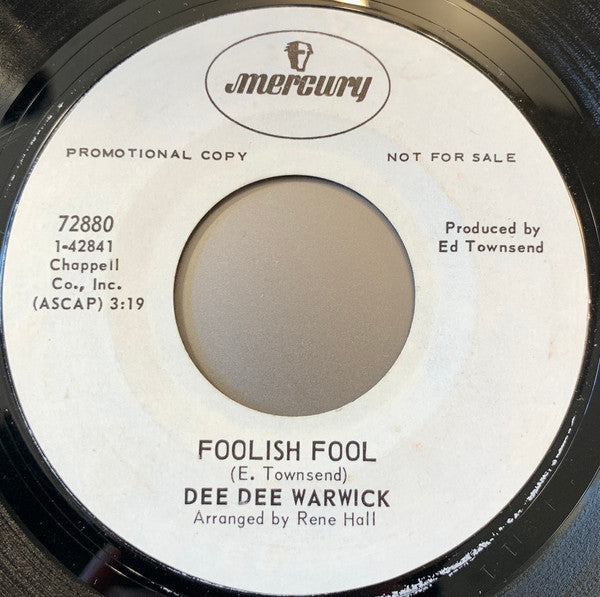 mercury
PROMOTIONAL COPY
NOT FOR SALE
72880
1-42841
Chappell
Co., Inc.
(ASCAP) 3:19
Produced by
Ed Townsend
FOOLISH FOOL
(E. Townsend)
DEE DEE WARWICK
Arranged by Rene Hall